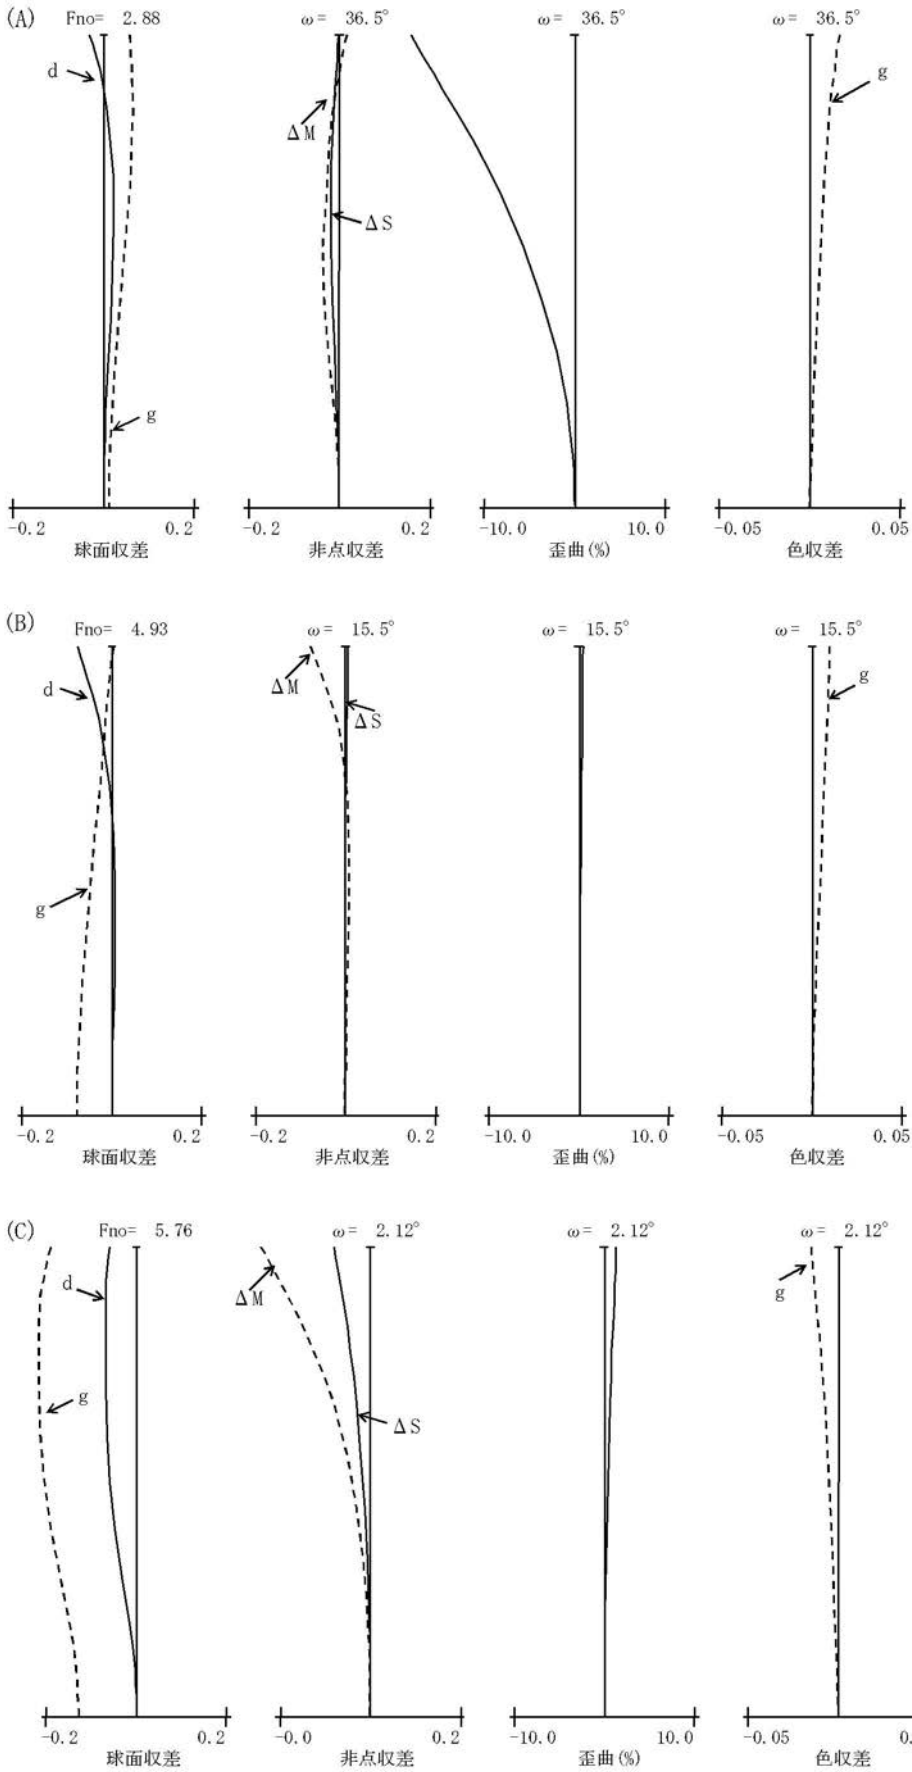 (A)
Fno= 2.88 ω= 36.5° ω= 36.5° ω= 36.5°
d
g
ΔM
ΔS
g
-0.2 0.2 -0.2 0.2 -10.0 10.0 -0.05 0.05
球面収差 非点収差 歪曲(%) 色収差
(B)
Fno= 4.93 ω= 15.5° ω= 15.5° ω= 15.5°
d
ΔM
g
ΔS
g
-0.2 0.2 -0.2 0.2 -10.0 10.0 -0.05 0.05
球面収差 非点収差 歪曲(%) 色収差
(C)
Fno= 5.76 ω= 2.12° ω= 2.12° ω= 2.12°
d
ΔM
g
g
ΔS
-0.2 0.2 -0.0 0.2 -10.0 10.0 -0.05
球面収差 非点収差 歪曲(%) 色収差